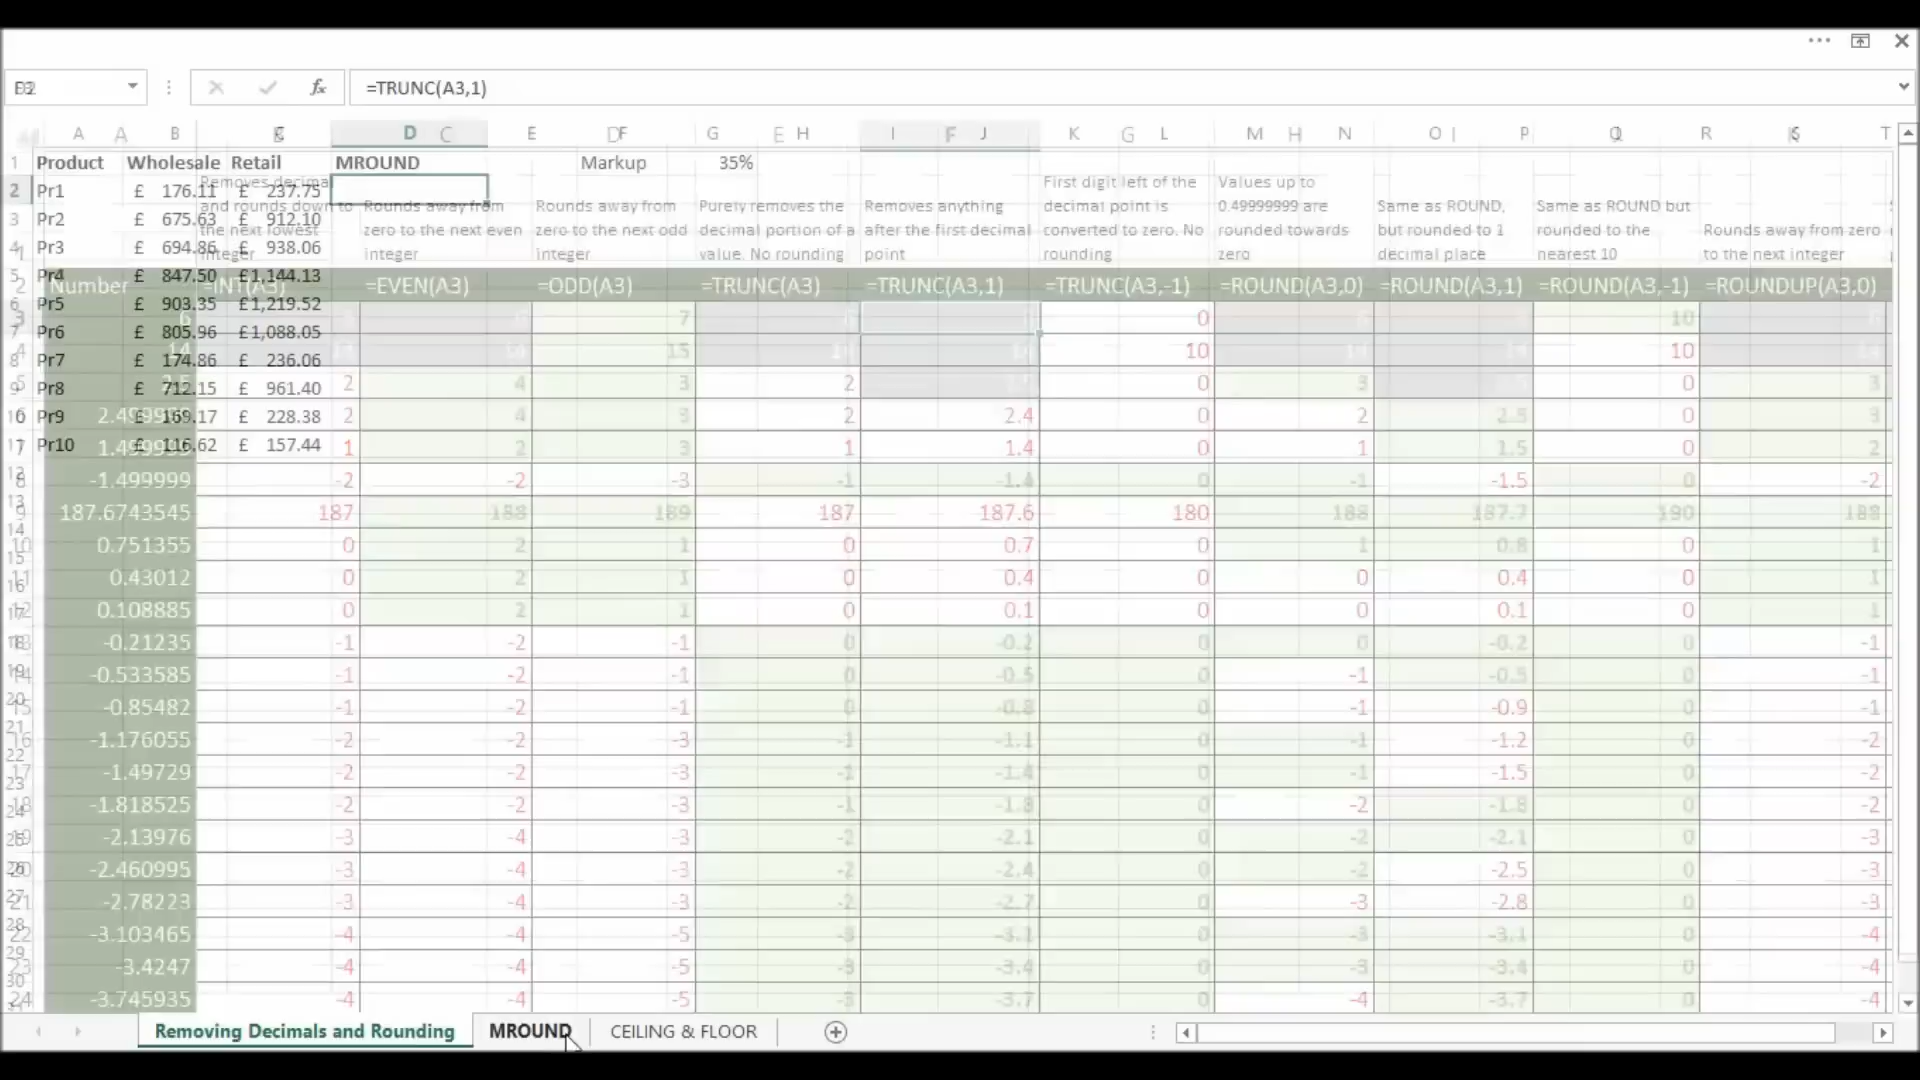 =TRUNC(A3,1)
Product Wholesale Retail MROUND Markup 35%
Pr1 £ 176.11 £ 237.75
Pr2 £ 675.63 £ 912.10
Pr3 £ 694.86 £ 938.06
Pr4 £ 847.50 £1,144.13
Pr5 £ 903.35 £1,219.52
Pr6 £ 805.96 £1,088.05
Pr7 £ 174.86 £ 236.06
Pr8 £ 712.15 £ 961.40
Pr9 £ 169.17 £ 228.38
Pr10 £ 116.62 £ 157.44
Removes decimal
and rounds down to
the next lowest
integer
Rounds away from
zero to the next even
integer
Rounds away from
zero to the next odd
integer
Purely removes the
decimal portion of a
value. No rounding
Removes anything
after the first decimal
point
First digit left of the
decimal point is
converted to zero. No
rounding
Values up to
0.49999999 are
rounded towards
zero
Same as ROUND,
but rounded to 1
decimal place
Same as ROUND but
rounded to the
nearest 10
Rounds away from zero
to the next integer
Number =INT(A3) =EVEN(A3) =ODD(A3) =TRUNC(A3) =TRUNC(A3,1) =TRUNC(A3,-1) =ROUND(A3,0) =ROUND(A3,1) =ROUND(A3,-1) =ROUNDUP(A3,0)
6 7 0 10
14 15 10 10
2 4 3 2 0 3 0 3
2 4 3 2 2.4 0 2 2.5 0 3
1 2 3 1 1.4 0 1 1.5 0 2
-1.499999 -2 -2 -3 -1 -1.4 0 -1 -1.5 0 -2
187.6743545 187 188 189 187 187.6 180 188 187.7 190 188
0.751355 0 2 1 0 0.7 0 1 0.8 0 1
0.43012 0 2 1 0 0.4 0 0 0.4 0 1
0.108885 0 2 1 0 0.1 0 0 0.1 0 1
-0.21235 -1 -2 -1 0 -0.2 0 0 -0.2 0 -1
-0.533585 -1 -2 -1 0 -0.5 0 -1 -0.5 0 -1
-0.85482 -1 -2 -1 0 -0.8 0 -1 -0.9 0 -1
-1.176055 -2 -2 -3 -1 -1.1 0 -1 -1.2 0 -2
-1.49729 -2 -2 -3 -1 -1.4 0 -1 -1.5 0 -2
-1.818525 -2 -2 -3 -1 -1.8 0 -2 -1.8 0 -2
-2.13976 -3 -4 -3 -2 -2.1 0 -2 -2.1 0 -3
-2.460995 -3 -4 -3 -2 -2.4 0 -2 -2.5 0 -3
-2.78223 -3 -4 -3 -2 -2.7 0 -3 -2.8 0 -3
-3.103465 -4 -4 -5 -3 -3.1 0 -3 -3.1 0 -4
-3.4247 -4 -4 -5 -3 -3.4 0 -3 -3.4 0 -4
-3.745935 -4 -4 -5 -3 -3.7 0 -4 -3.7 0 -4
Removing Decimals and Rounding MROUND CEILING & FLOOR